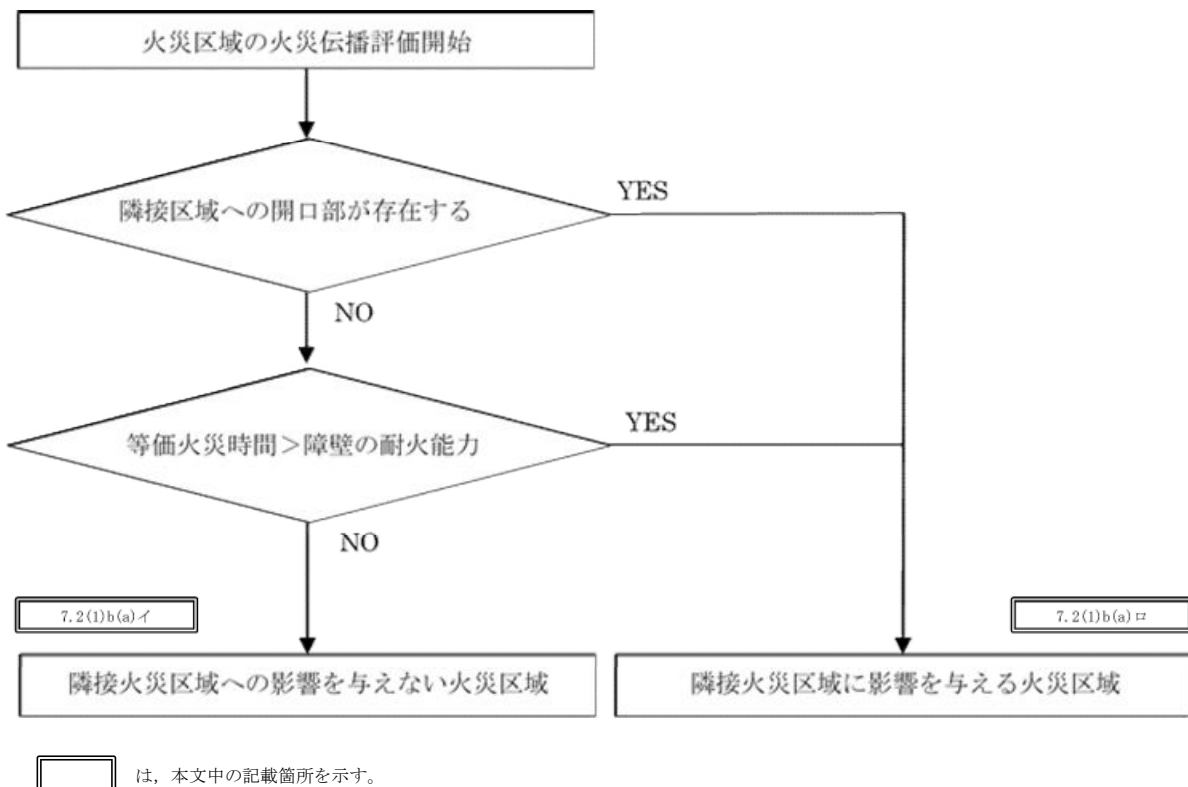 火災区域の火災伝播評価開始
隣接区域への開口部が存在する
YES
NO
等価火災時間＞障壁の耐火能力
YES
NO
7.2(1)b(a)イ
7.2(1)b(a)ロ
隣接火災区域への影響を与えない火災区域
隣接火災区域に影響を与える火災区域
は，本文中の記載箇所を示す。